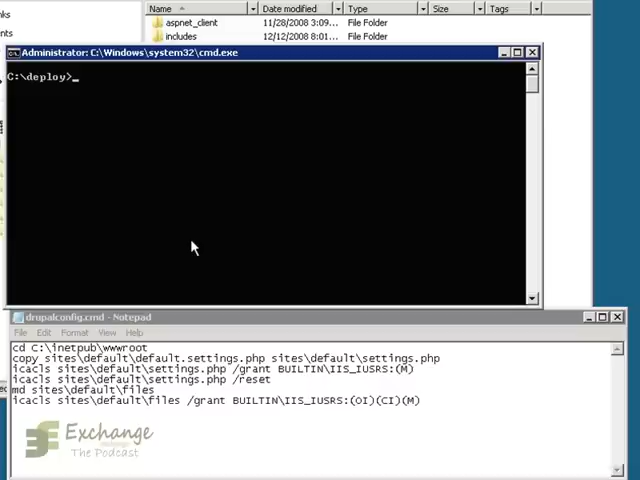 Name Date modified Type Size Tags
aspnet_client 11/28/2008 3:09... File Folder
includes 12/12/2008 8:01... File Folder
Administrator: C:\Windows\system32\cmd.exe
C:\deploy>_
drupalconfig.cmd - Notepad
File Edit Format View Help
cd C:\inetpub\wwwroot
copy sites\default\default.settings.php sites\default\settings.php
icacls sites\default\settings.php /grant BUILTIN\IIS_IUSRS:(M)
icacls sites\default\settings.php /reset
md sites\default\files
icacls sites\default\files /grant BUILTIN\IIS_IUSRS:(OI)(CI)(M)
Exchange
The Podcast